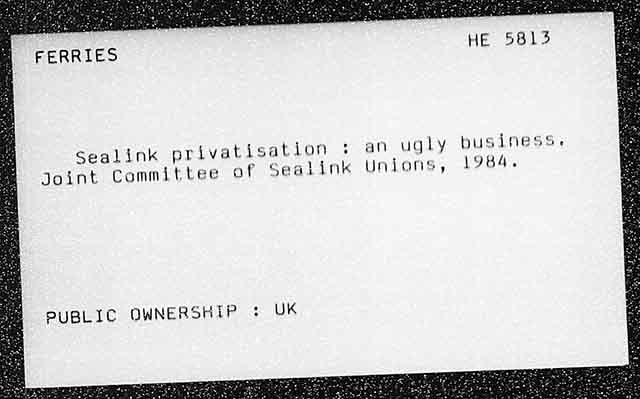 FERRIES HE 5813
Sealink privatisation : an ugly business.
Joint Committee of Sealink Unions, 1984.
PUBLIC OWNERSHIP : UK